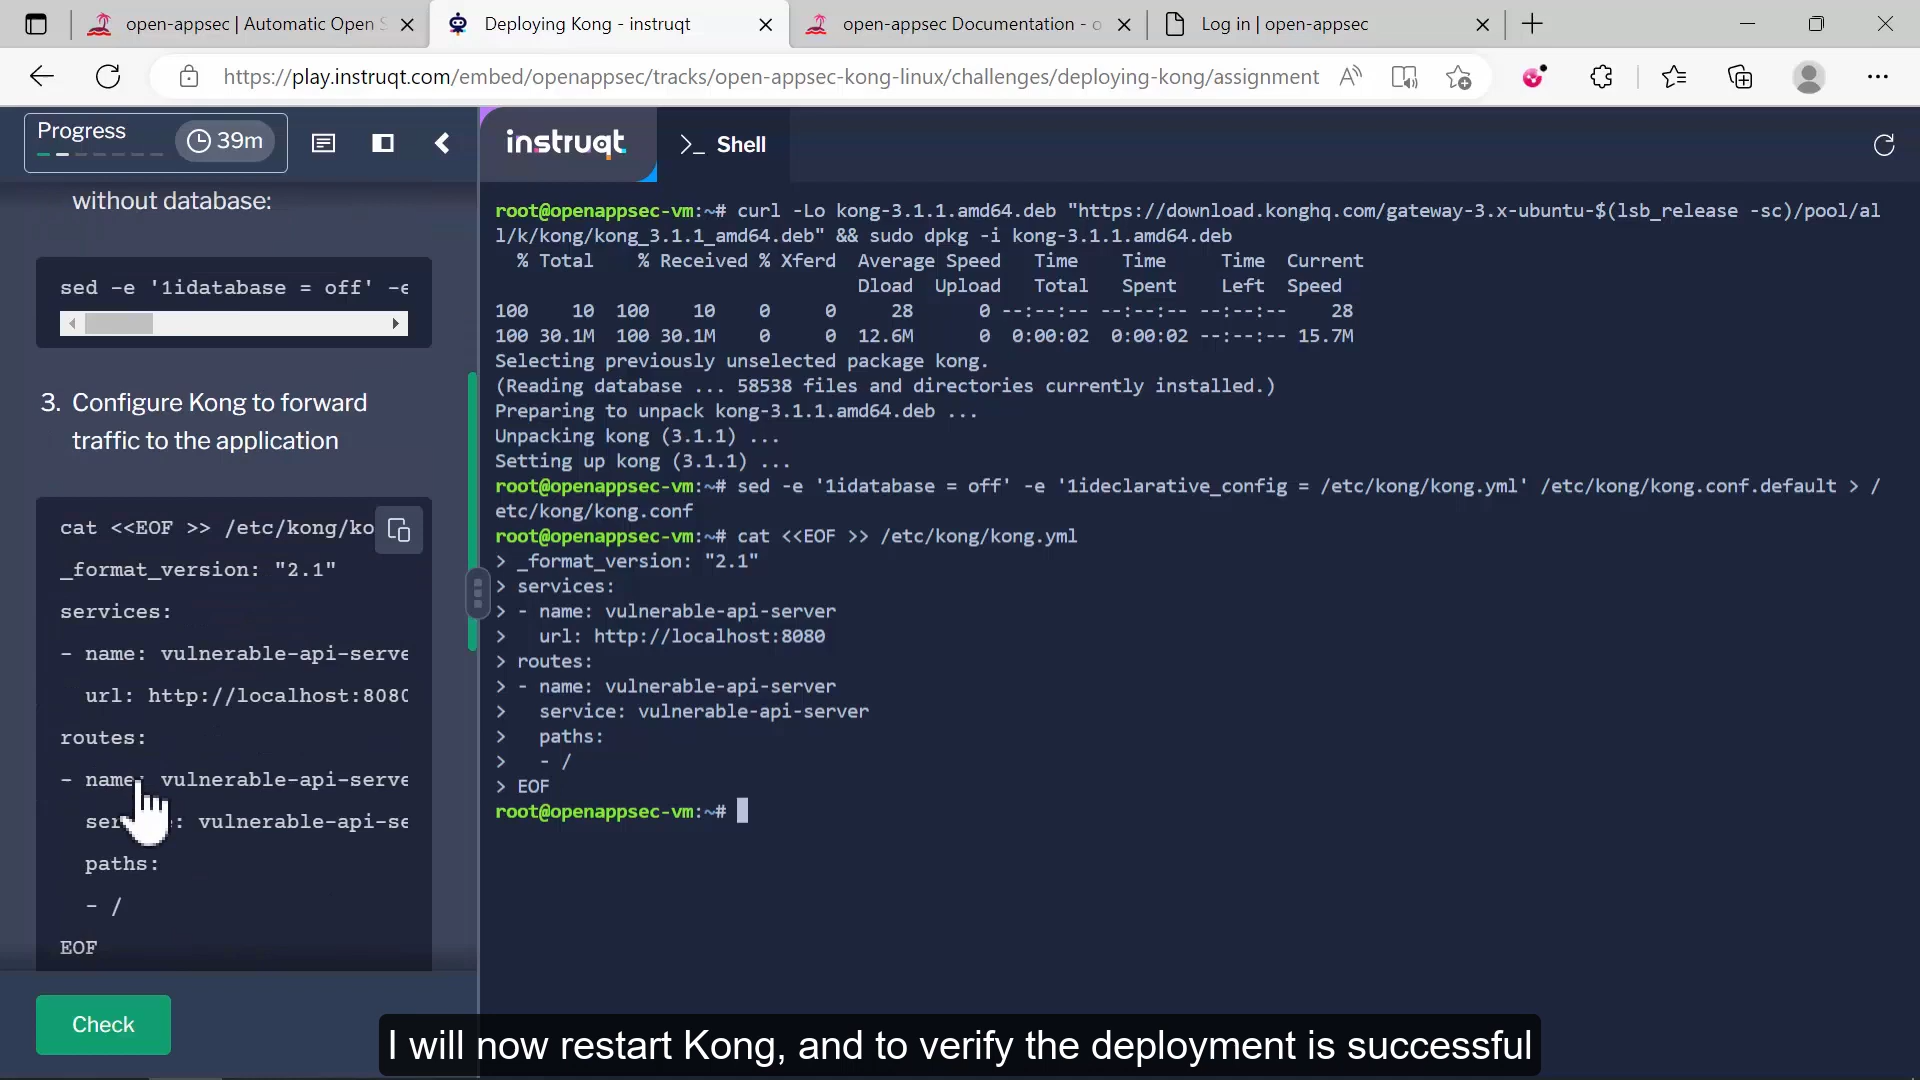 open-appsec | Automatic Open S
Deploying Kong - instruqt
open-appsec Documentation - o
Log in | open-appsec
https://play.instruqt.com/embed/openappsec/tracks/open-appsec-kong-linux/challenges/deploying-kong/assignment
Progress
39m
instruqt
>_ Shell
without database:
sed -e '1idatabase = off' -e
3. Configure Kong to forward
traffic to the application
cat <<EOF >> /etc/kong/ko
_format_version: "2.1"
services:
- name: vulnerable-api-serve
url: http://localhost:8080
routes:
- name: vulnerable-api-serve
ser : vulnerable-api-se
paths:
- /
EOF
Check
root@openappsec-vm:~# curl -Lo kong-3.1.1.amd64.deb "https://download.konghq.com/gateway-3.x-ubuntu-$(lsb_release -sc)/pool/al
l/k/kong/kong_3.1.1_amd64.deb" && sudo dpkg -i kong-3.1.1.amd64.deb
% Total % Received % Xferd Average Speed Time Time Time Current
Dload Upload Total Spent Left Speed
100 10 100 10 0 0 28 0 --:--:-- --:--:-- --:--:-- 28
100 30.1M 100 30.1M 0 0 12.6M 0 0:00:02 0:00:02 --:--:-- 15.7M
Selecting previously unselected package kong.
(Reading database ... 58538 files and directories currently installed.)
Preparing to unpack kong-3.1.1.amd64.deb ...
Unpacking kong (3.1.1) ...
Setting up kong (3.1.1) ...
root@openappsec-vm:~# sed -e '1idatabase = off' -e '1ideclarative_config = /etc/kong/kong.yml' /etc/kong/kong.conf.default > /
etc/kong/kong.conf
root@openappsec-vm:~# cat <<EOF >> /etc/kong/kong.yml
> _format_version: "2.1"
> services:
> - name: vulnerable-api-server
> url: http://localhost:8080
> routes:
> - name: vulnerable-api-server
> service: vulnerable-api-server
> paths:
> - /
> EOF
root@openappsec-vm:~#
I will now restart Kong, and to verify the deployment is successful